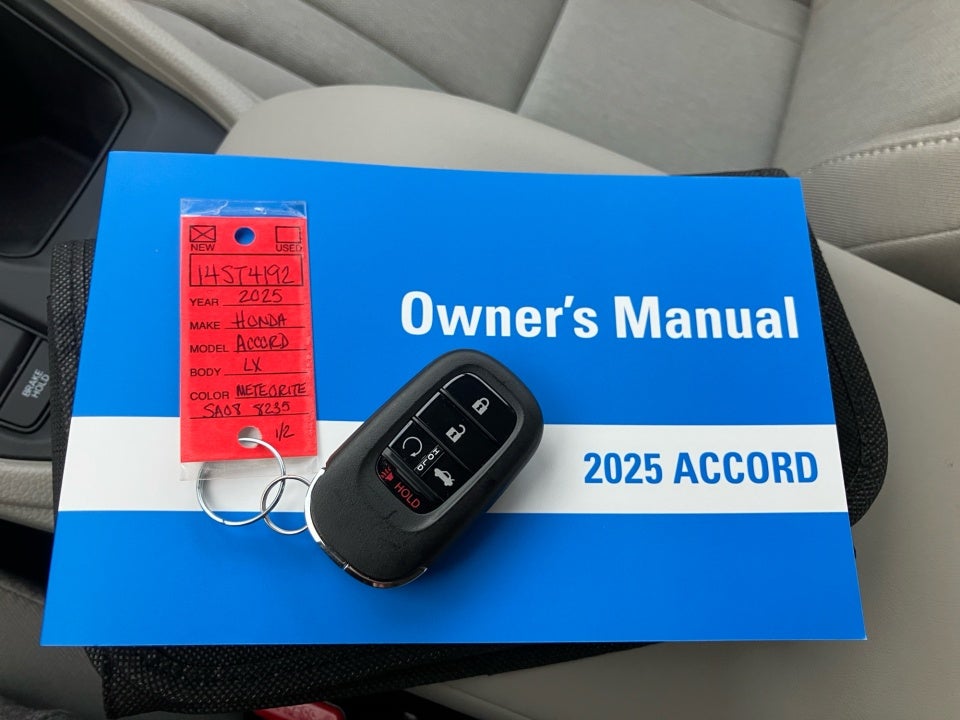 NEW USED
14ST4192
YEAR 2025
MAKE HONDA
MODEL ACCORD
BODY LX
COLOR METEORITE
SA08 8235
1/2
Owner's Manual
2025 ACCORD
HOLD
HOLD
BRAKE
HOLD